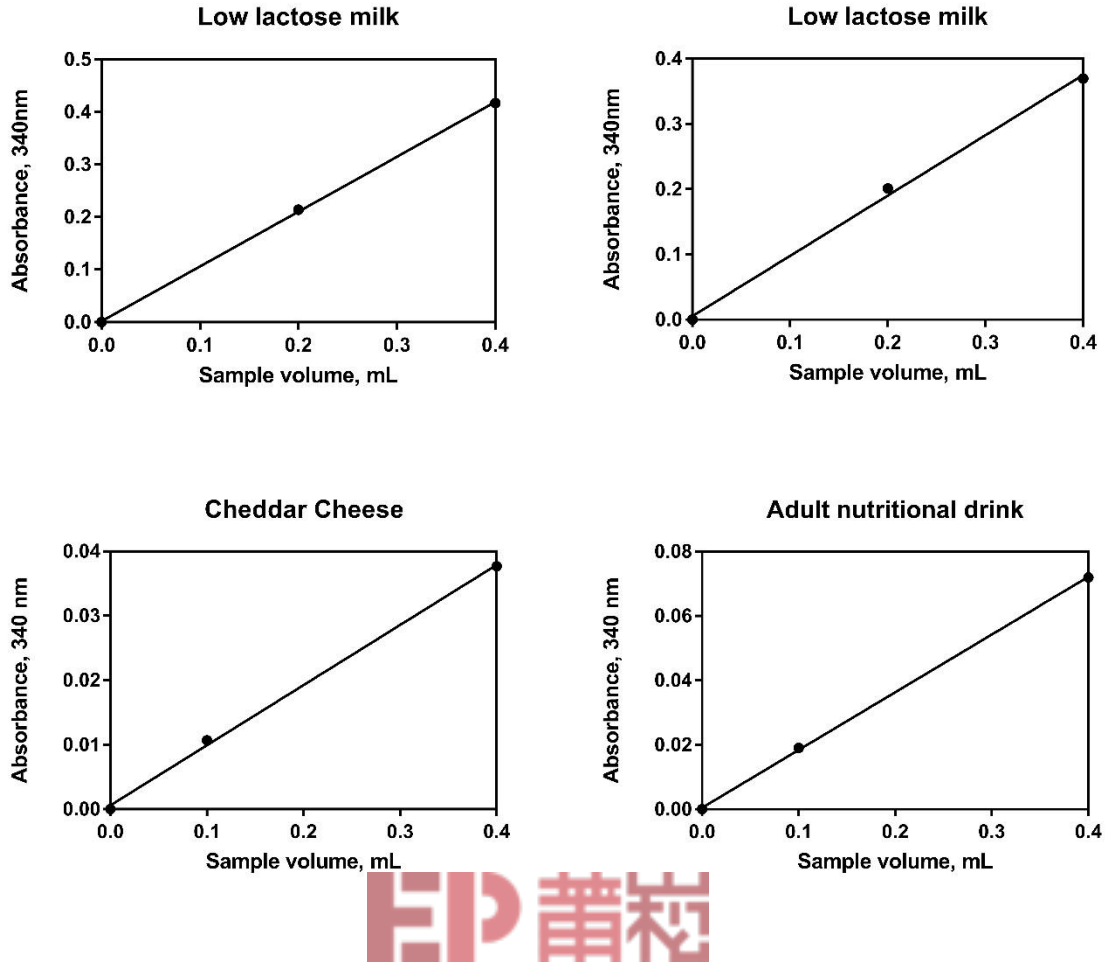 Low lactose milk
Absorbance, 340nm
0.5
0.4
0.3
0.2
0.1
0.0
0.0 0.1 0.2 0.3 0.4
Sample volume, mL
Low lactose milk
Absorbance, 340nm
0.4
0.3
0.2
0.1
0.0
0.0 0.1 0.2 0.3 0.4
Sample volume, mL
Cheddar Cheese
Absorbance, 340 nm
0.04
0.03
0.02
0.01
0.00
0.0 0.1 0.2 0.3 0.4
Sample volume, mL
Adult nutritional drink
Absorbance, 340 nm
0.08
0.06
0.04
0.02
0.00
0.0 0.1 0.2 0.3 0.4
Sample volume, mL
EP